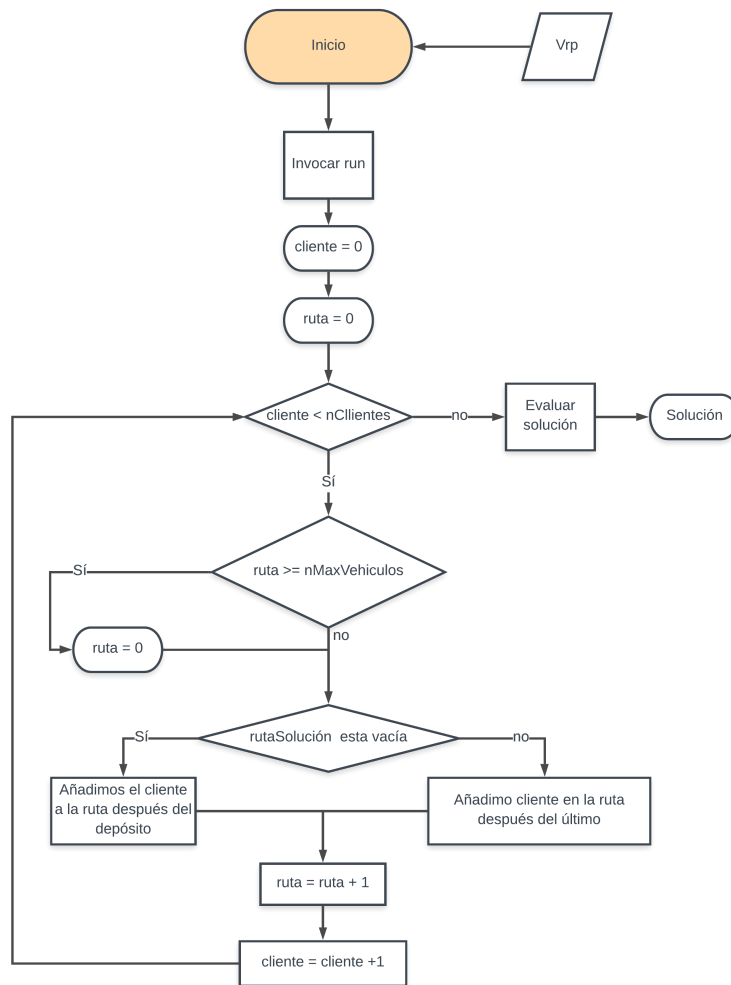 Inicio
Vrp
Invocar run
cliente = 0
ruta = 0
cliente < nCllientes
no
Evaluar
solución
Solución
Sí
ruta >= nMaxVehiculos
Sí
no
ruta = 0
rutaSolución  esta vacía
Sí
no
Añadimos el cliente
a la ruta después del
depósito
Añadimo cliente en la ruta
después del último
ruta = ruta + 1
cliente = cliente +1